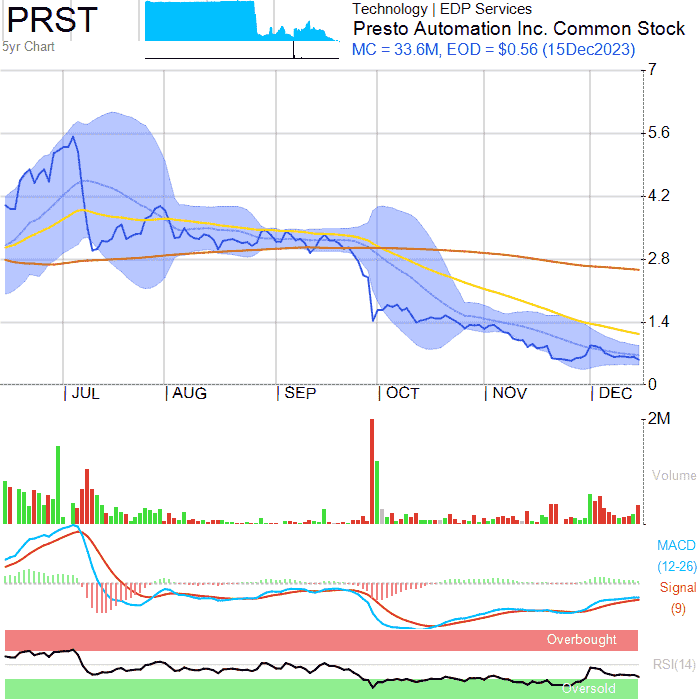 PRST
5yr Chart
Technology | EDP Services
Presto Automation Inc. Common Stock
MC = 33.6M, EOD = $0.56 (15Dec2023)
7
5.6
4.2
2.8
1.4
0
| JUL | AUG | SEP | OCT | NOV | DEC
2M
Volume
MACD
(12-26)
Signal
(9)
Overbought
RSI(14)
Oversold